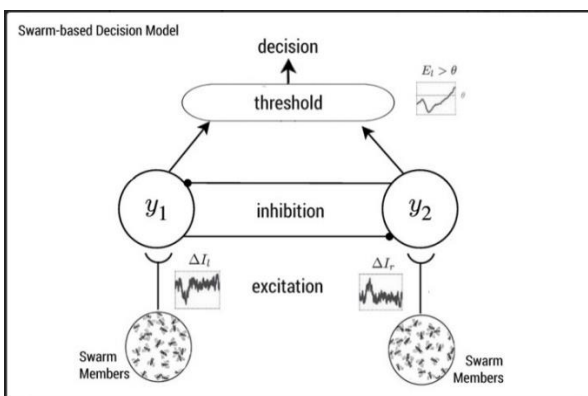 Swarm-based Decision Model
decision
E_l > θ
θ
threshold
y_1
inhibition
y_2
ΔI_l
ΔI_r
excitation
Swarm
Members
Swarm
Members